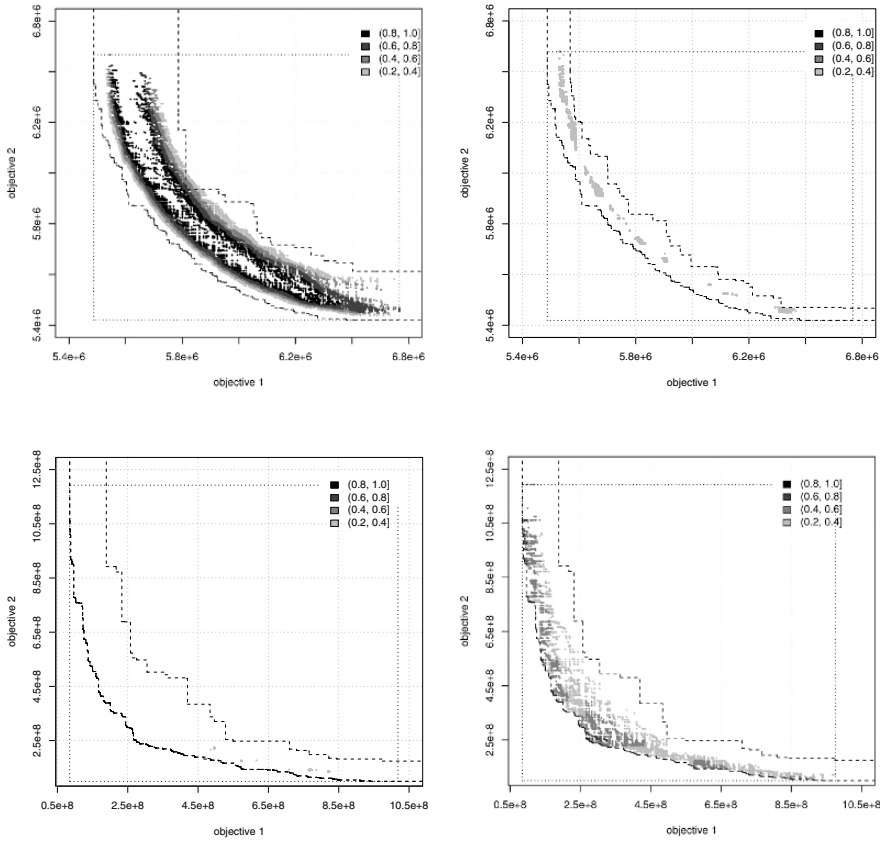 (0.8, 1.0]
(0.6, 0.8]
(0.4, 0.6]
(0.2, 0.4]
objective 2
5.4e+6 5.8e+6 6.2e+6 6.8e+6
5.4e+6 5.8e+6 6.2e+6 6.8e+6
objective 1
(0.8, 1.0]
(0.6, 0.8]
(0.4, 0.6]
(0.2, 0.4]
objective 2
5.4e+6 5.8e+6 6.2e+6 6.8e+6
5.4e+6 5.8e+6 6.2e+6 6.8e+6
objective 1
(0.8, 1.0]
(0.6, 0.8]
(0.4, 0.6]
(0.2, 0.4]
objective 2
2.5e+8 4.5e+8 6.5e+8 8.5e+8 10.5e+8 12.5e+8
0.5e+8 2.5e+8 4.5e+8 6.5e+8 8.5e+8 10.5e+8
objective 1
(0.8, 1.0]
(0.6, 0.8]
(0.4, 0.6]
(0.2, 0.4]
objective 2
2.5e+8 4.5e+8 6.5e+8 8.5e+8 10.5e+8 12.5e+8
0.5e+8 2.5e+8 4.5e+8 6.5e+8 8.5e+8 10.5e+8
objective 1